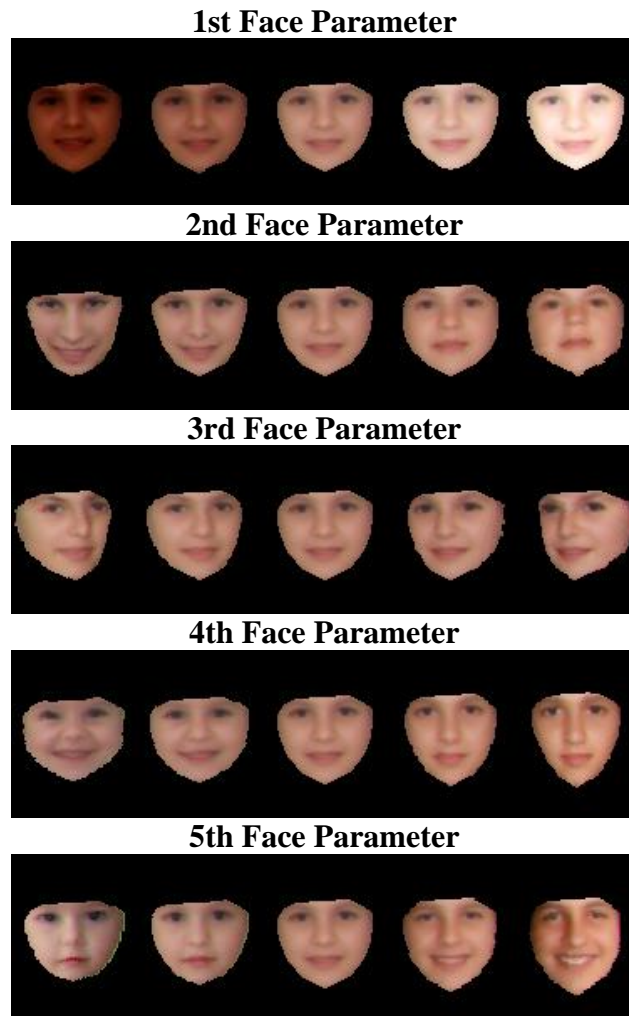 1st Face Parameter
2nd Face Parameter
3rd Face Parameter
4th Face Parameter
5th Face Parameter